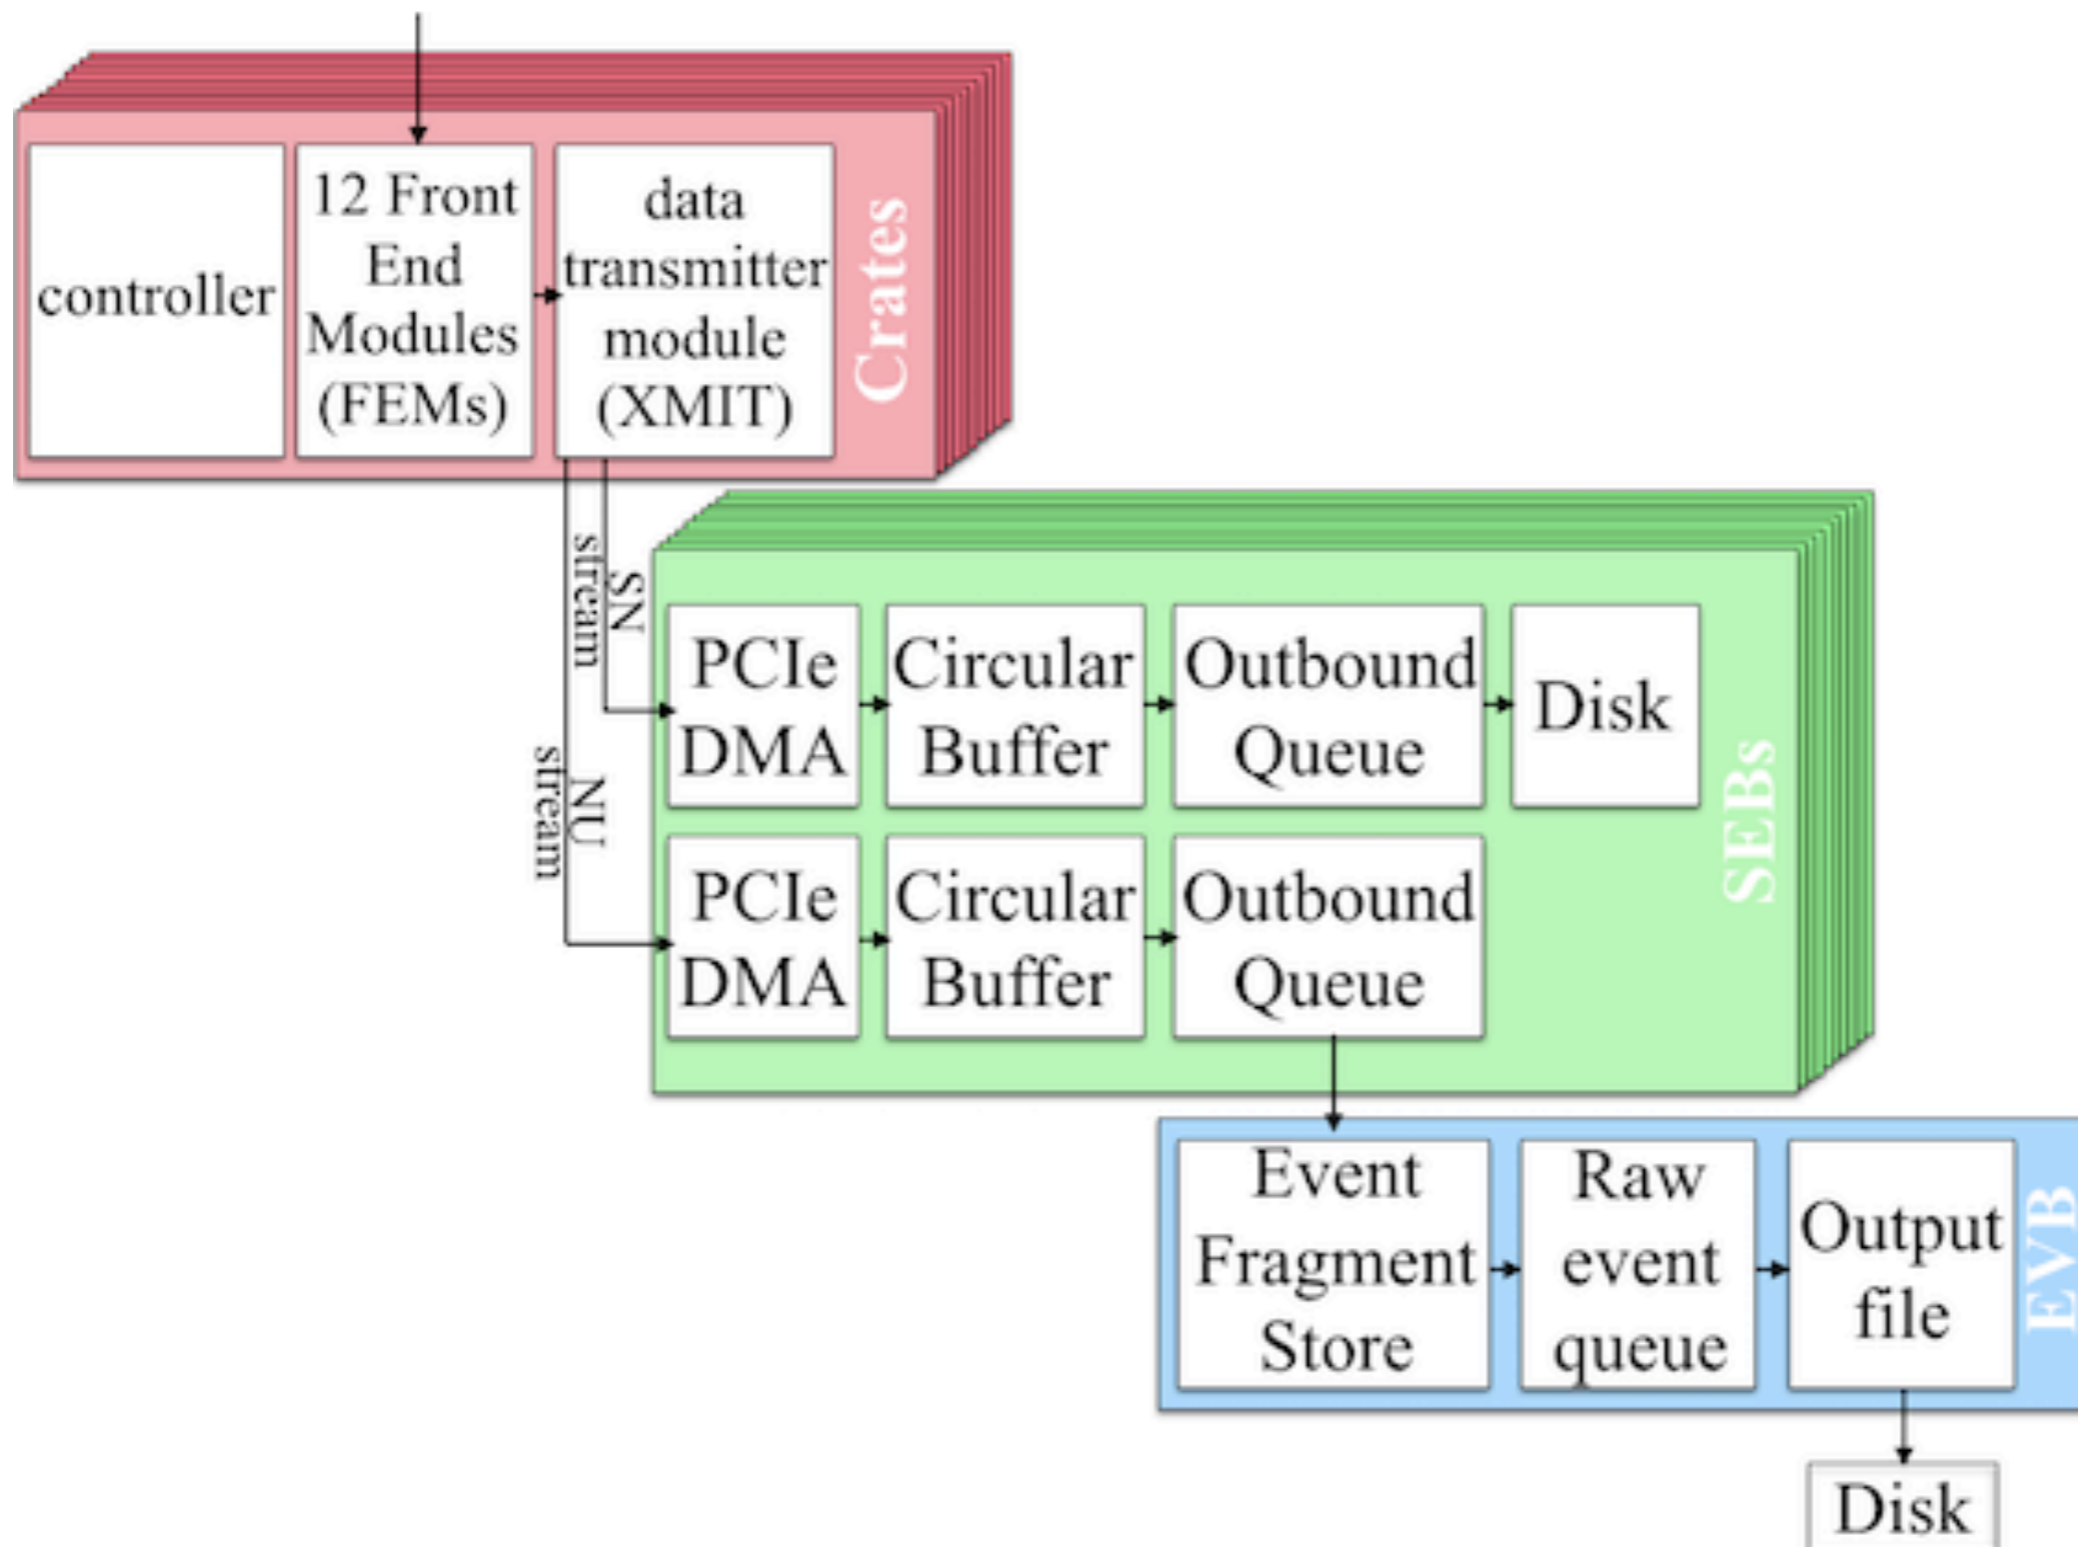 controller
12 Front
End
Modules
(FEMs)
data
transmitter
module
(XMIT)
Crates
SN
stream
NU
stream
PCIe
DMA
Circular
Buffer
Outbound
Queue
Disk
PCIe
DMA
Circular
Buffer
Outbound
Queue
SEBs
Event
Fragment
Store
Raw
event
queue
Output
file
EVB
Disk